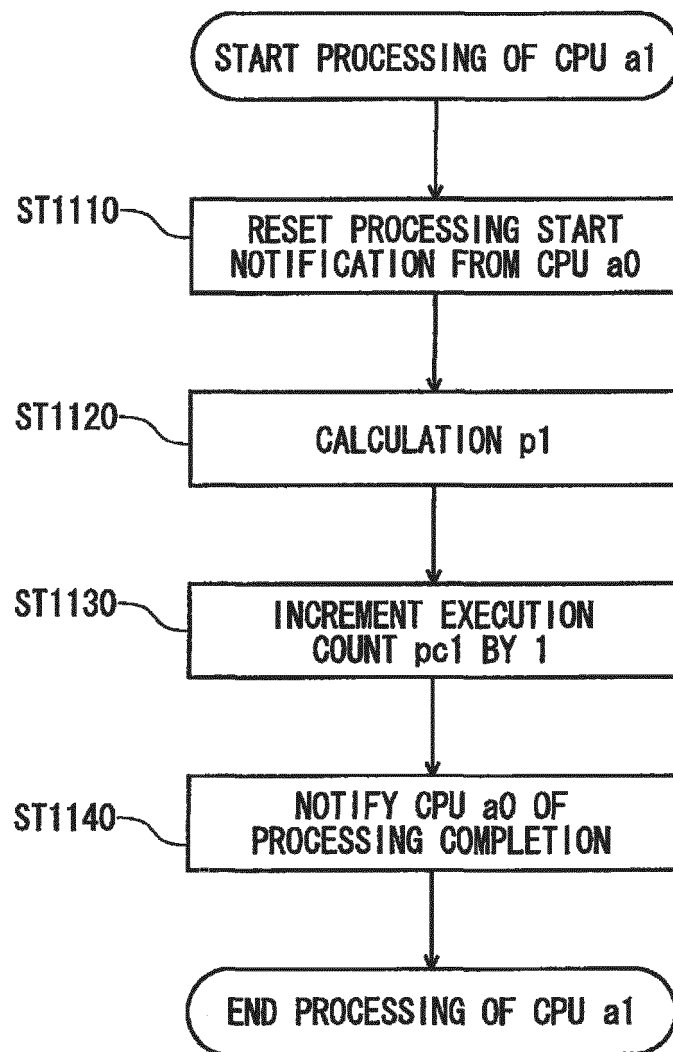 START PROCESSING OF CPU a1
ST1110
RESET PROCESSING START
NOTIFICATION FROM CPU a0
ST1120
CALCULATION p1
ST1130
INCREMENT EXECUTION
COUNT pc1 BY 1
ST1140
NOTIFY CPU a0 OF
PROCESSING COMPLETION
END PROCESSING OF CPU a1